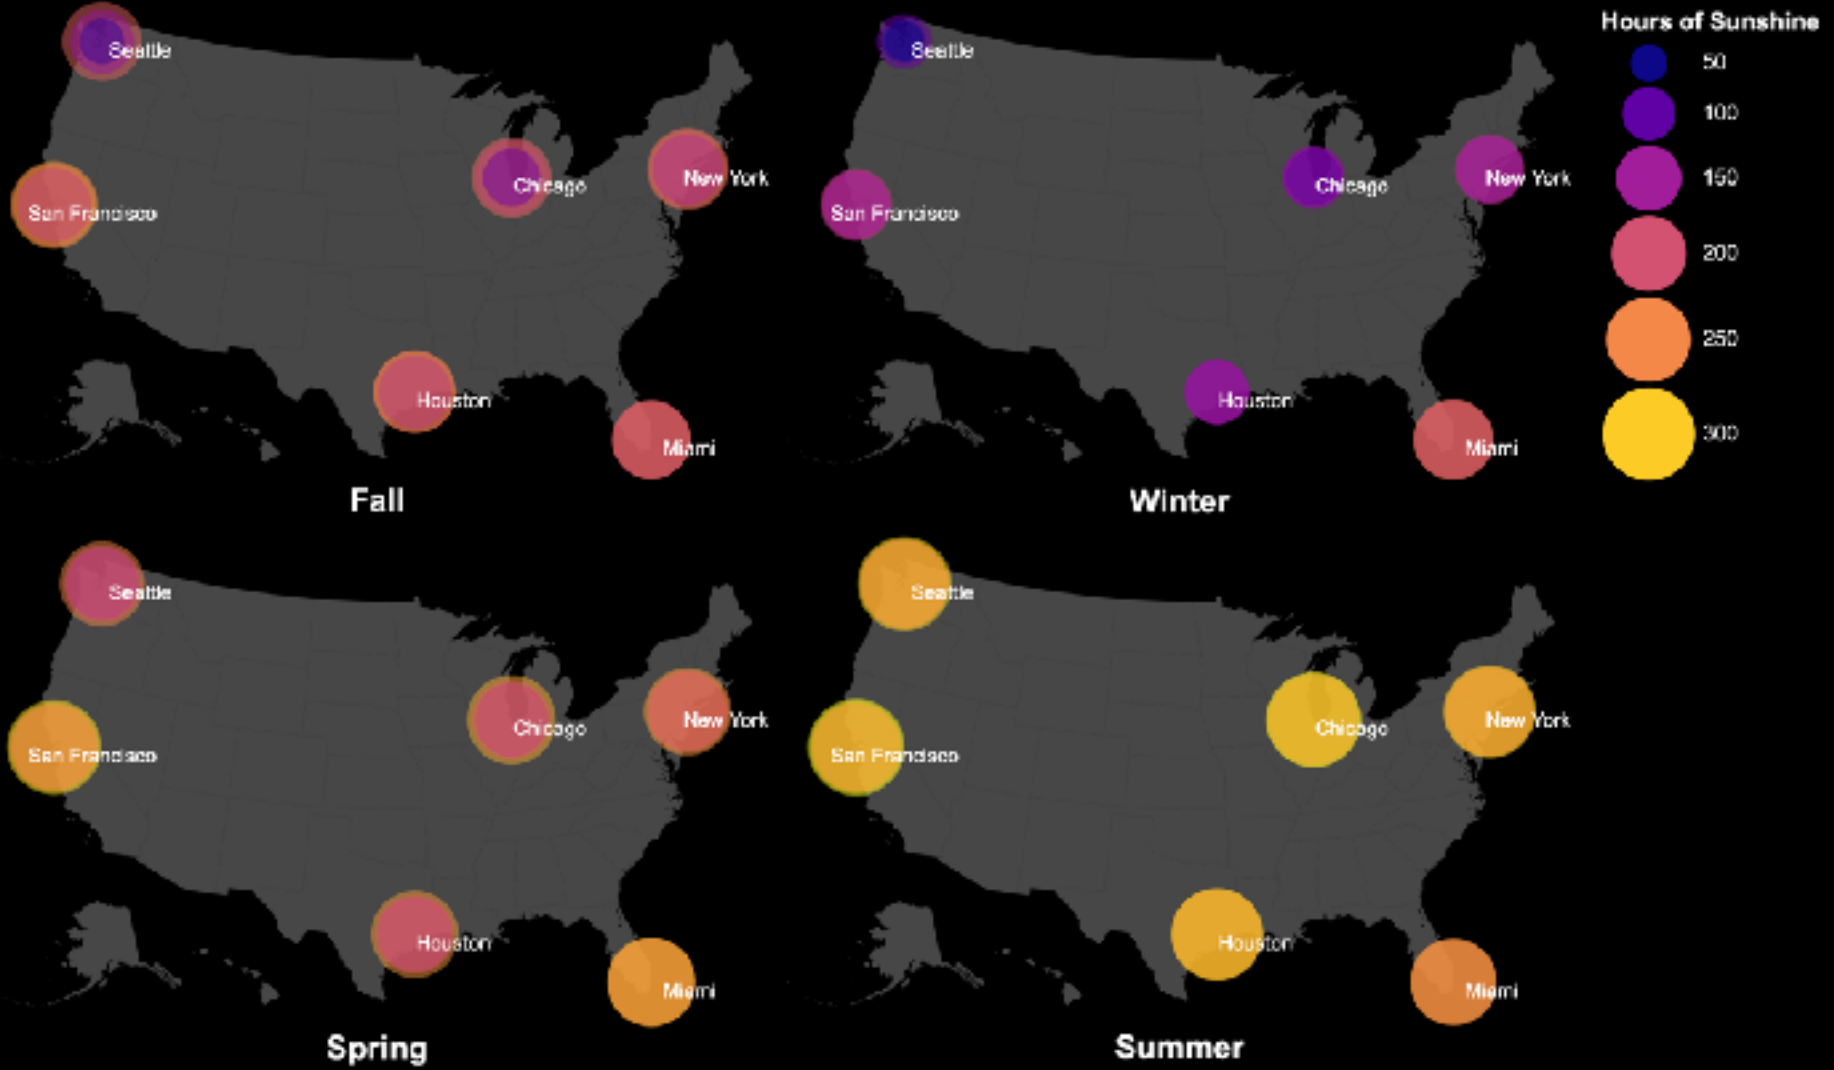 Hours of Sunshine
50
100
150
200
250
300
Seattle
San Francisco
Chicago
New York
Houston
Miami
Fall
Seattle
San Francisco
Chicago
New York
Houston
Miami
Winter
Seattle
San Francisco
Chicago
New York
Houston
Miami
Spring
Seattle
San Francisco
Chicago
New York
Houston
Miami
Summer